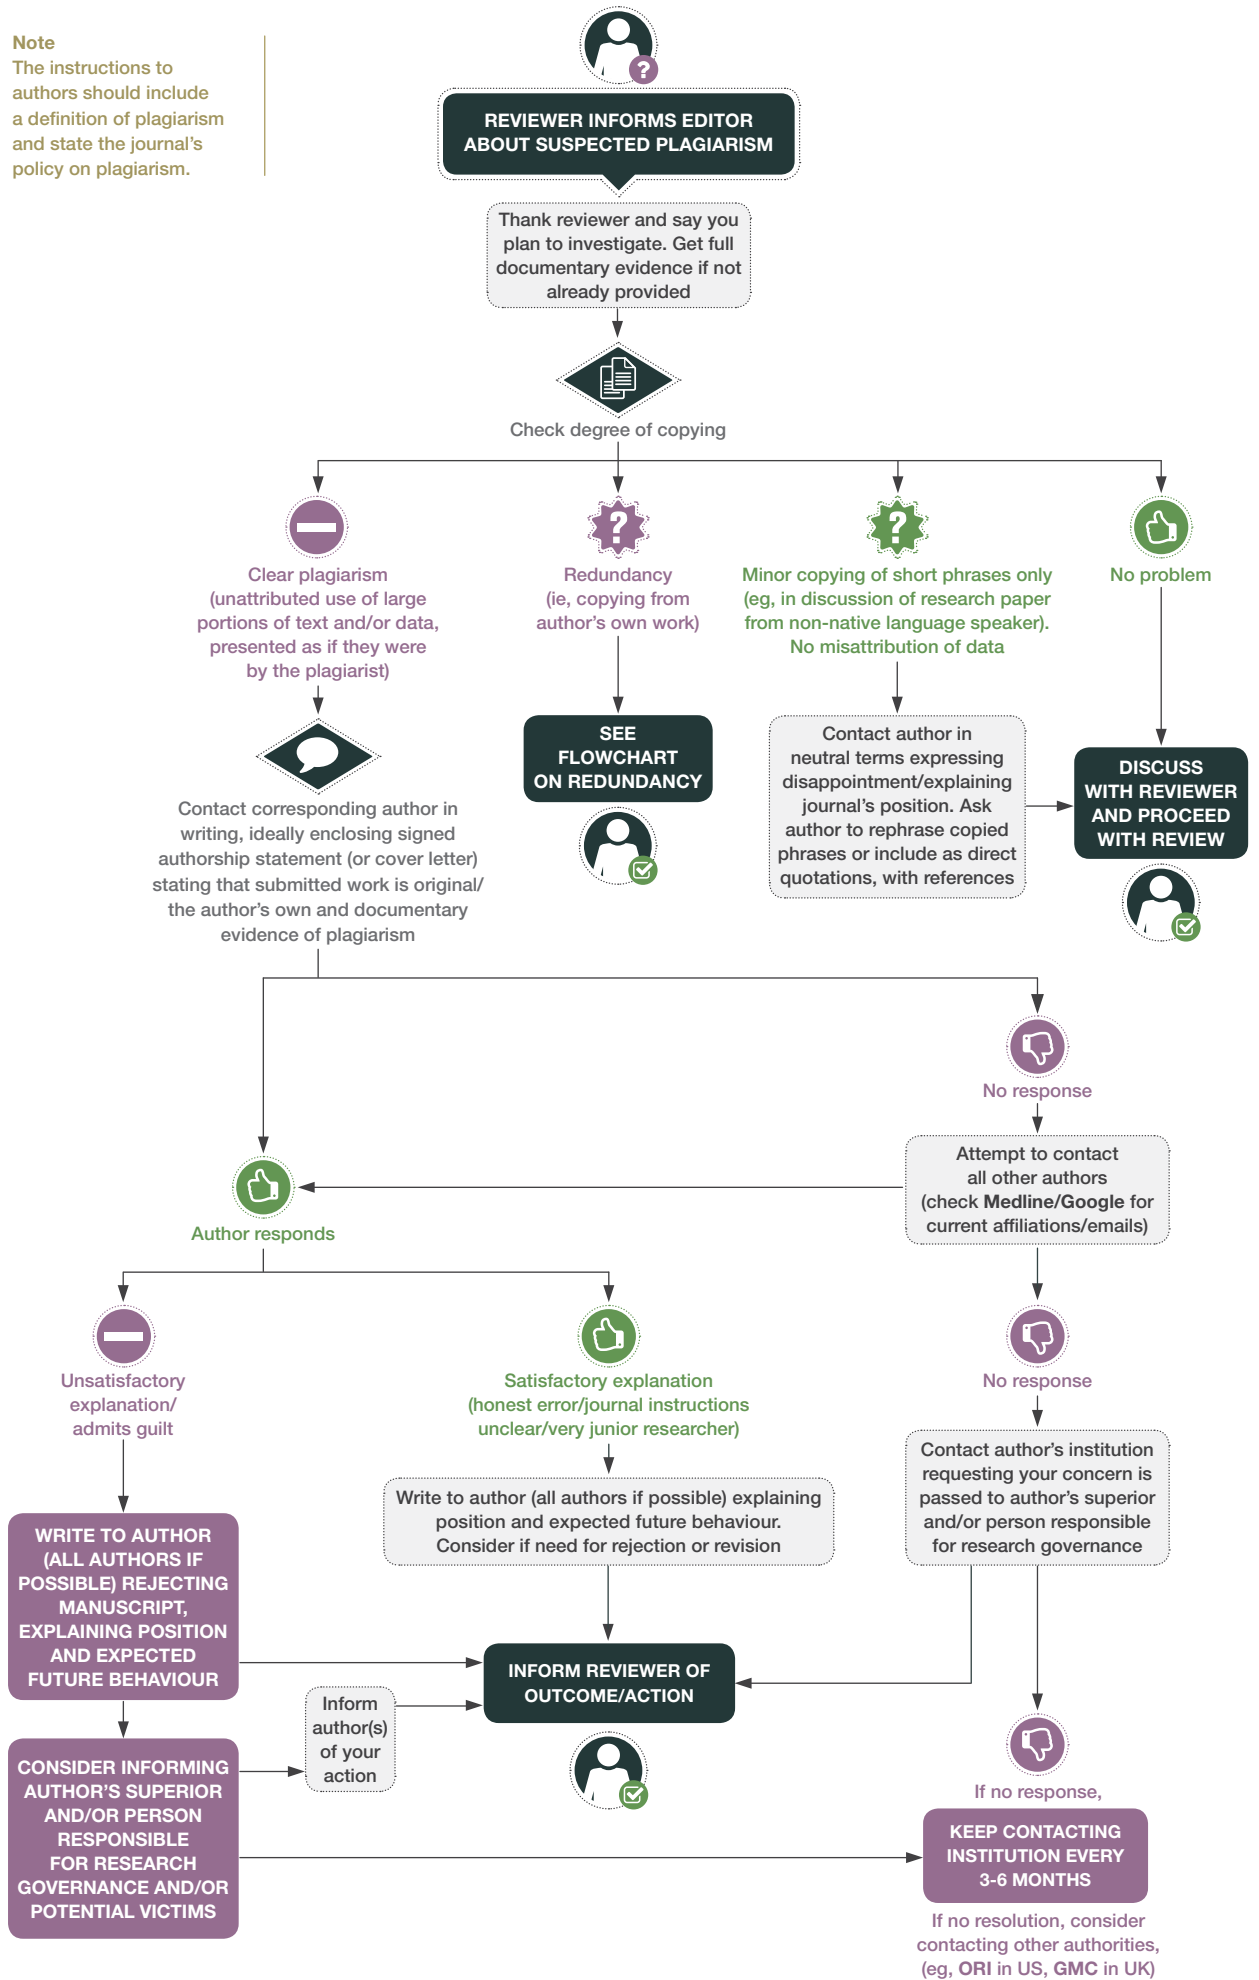 Note
The instructions to
authors should include
a definition of plagiarism
and state the journal’s
policy on plagiarism.
?
REVIEWER INFORMS EDITOR
ABOUT SUSPECTED PLAGIARISM
Thank reviewer and say you
plan to investigate. Get full
documentary evidence if not
already provided
Check degree of copying
Clear plagiarism
(unattributed use of large
portions of text and/or data,
presented as if they were
by the plagiarist)
?
Redundancy
(ie, copying from
author’s own work)
?
Minor copying of short phrases only
(eg, in discussion of research paper
from non-native language speaker).
No misattribution of data
No problem
Contact corresponding author in
writing, ideally enclosing signed
authorship statement (or cover letter)
stating that submitted work is original/
the author’s own and documentary
evidence of plagiarism
SEE
FLOWCHART
ON REDUNDANCY
Contact author in
neutral terms expressing
disappointment/explaining
journal’s position. Ask
author to rephrase copied
phrases or include as direct
quotations, with references
DISCUSS
WITH REVIEWER
AND PROCEED
WITH REVIEW
No response
Attempt to contact
all other authors
(check Medline/Google for
current affiliations/emails)
Author responds
Unsatisfactory
explanation/
admits guilt
Satisfactory explanation
(honest error/journal instructions
unclear/very junior researcher)
No response
Contact author’s institution
requesting your concern is
passed to author’s superior
and/or person responsible
for research governance
Write to author (all authors if possible) explaining
position and expected future behaviour.
Consider if need for rejection or revision
WRITE TO AUTHOR
(ALL AUTHORS IF
POSSIBLE) REJECTING
MANUSCRIPT,
EXPLAINING POSITION
AND EXPECTED
FUTURE BEHAVIOUR
INFORM REVIEWER OF
OUTCOME/ACTION
Inform
author(s)
of your
action
CONSIDER INFORMING
AUTHOR’S SUPERIOR
AND/OR PERSON
RESPONSIBLE
FOR RESEARCH
GOVERNANCE AND/OR
POTENTIAL VICTIMS
If no response,
KEEP CONTACTING
INSTITUTION EVERY
3-6 MONTHS
If no resolution, consider
contacting other authorities,
(eg, ORI in US, GMC in UK)